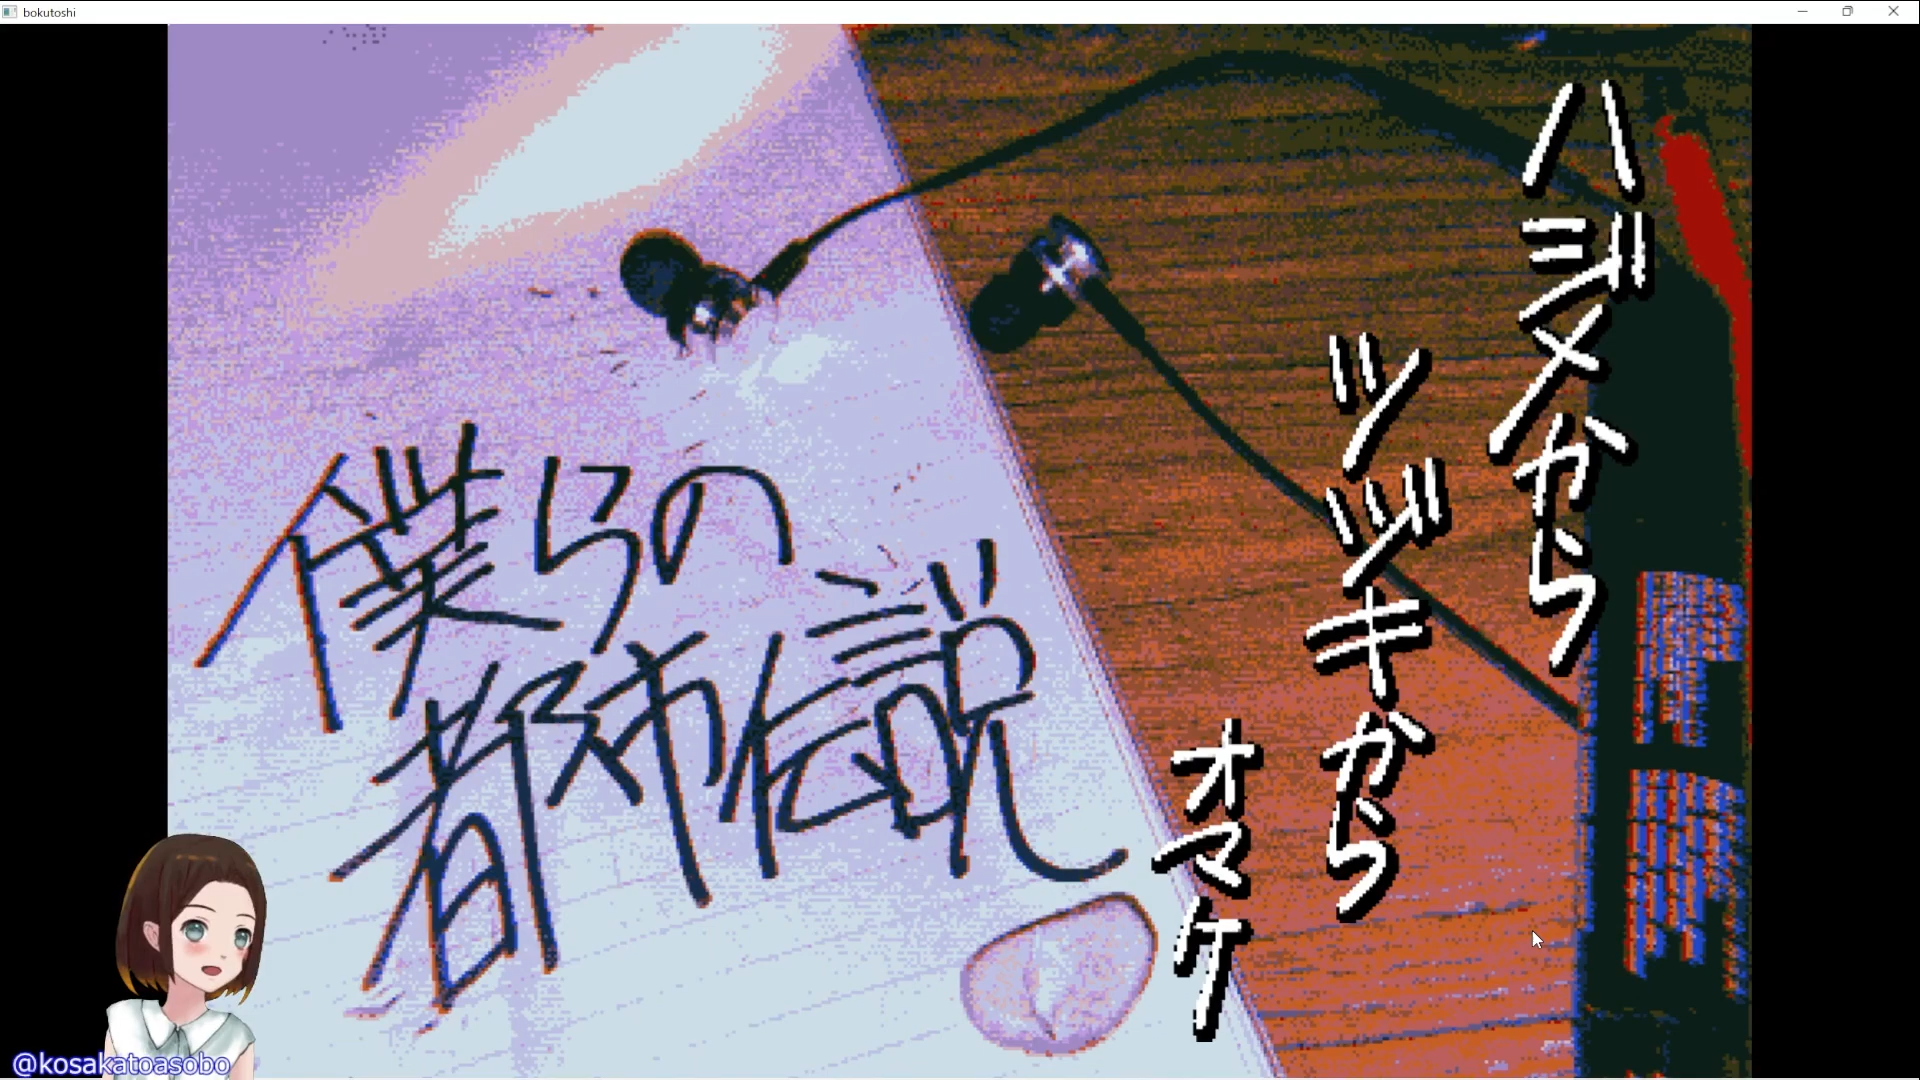 bokutoshi
僕らの
都市伝説
ハジメから
ツヅキから
オマケ
@kosakatoasobo